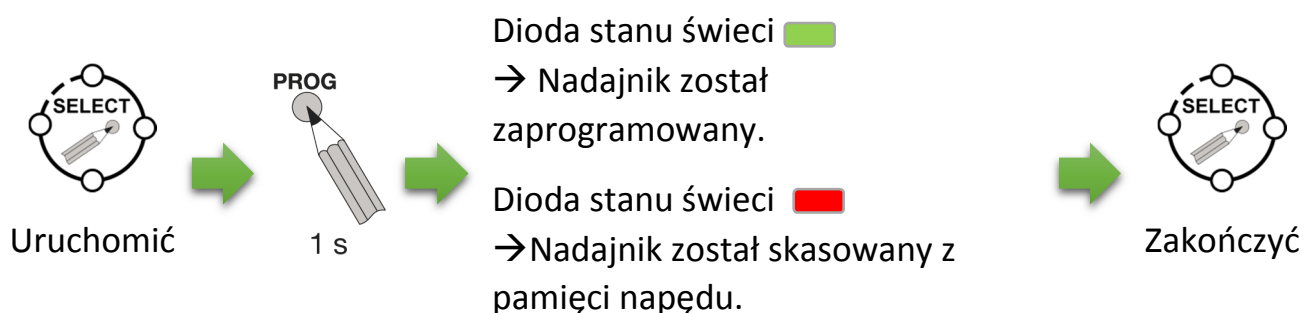 SELECT
Uruchomić
PROG
1 s
Dioda stanu świeci
→ Nadajnik został
zaprogramowany.
Dioda stanu świeci
→Nadajnik został skasowany z
pamięci napędu.
SELECT
Zakończyć